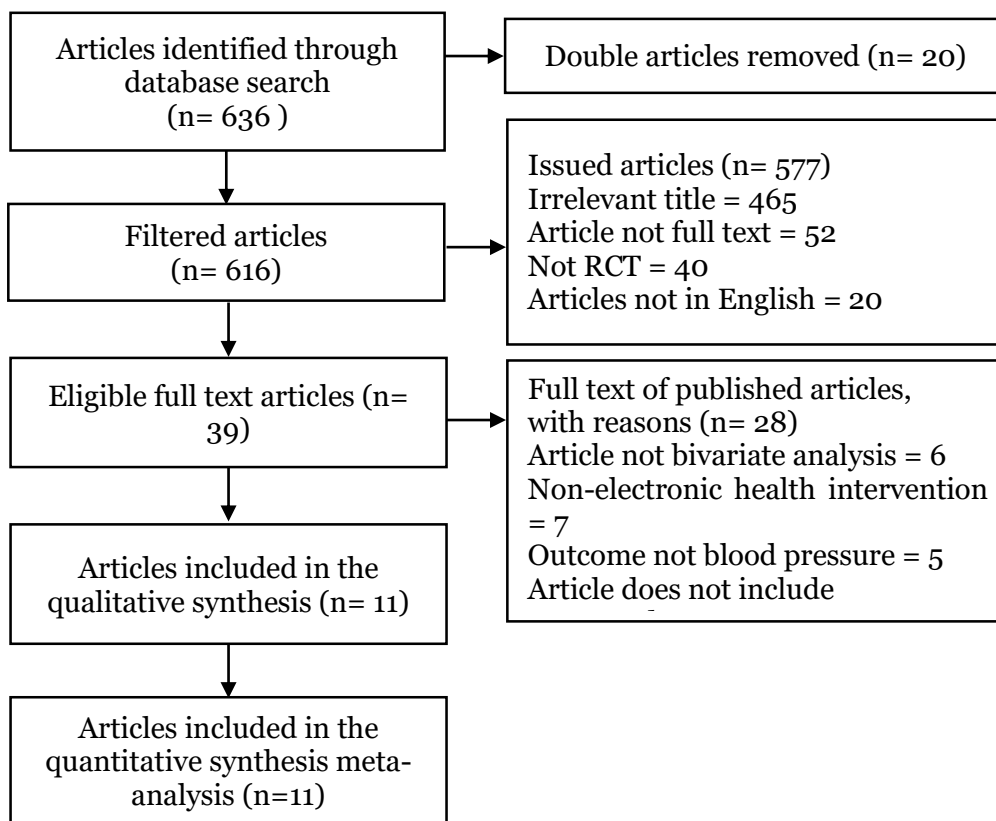 Articles identified through
database search
(n= 636 )
Double articles removed (n= 20)
Filtered articles
(n= 616)
Issued articles (n= 577)
Irrelevant title = 465
Article not full text = 52
Not RCT = 40
Articles not in English = 20
Eligible full text articles (n=
39)
Full text of published articles,
with reasons (n= 28)
Article not bivariate analysis = 6
Non-electronic health intervention
= 7
Outcome not blood pressure = 5
Article does not include
Articles included in the
qualitative synthesis (n= 11)
Articles included in the
quantitative synthesis meta-
analysis (n=11)